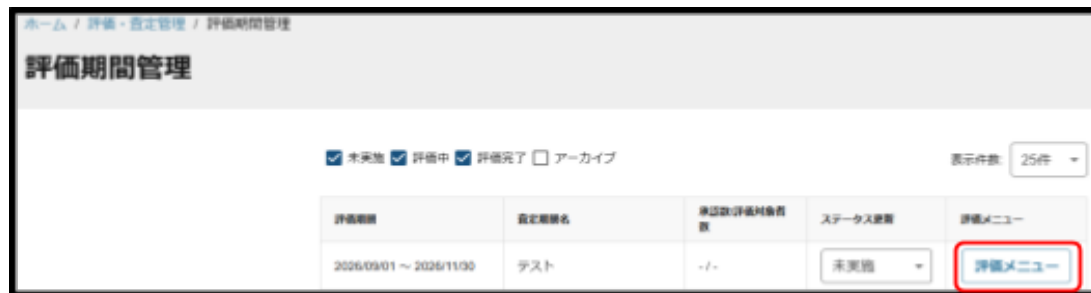 ホーム / 評価・査定管理 / 評価期間管理
評価期間管理
未実施 評価中 評価完了 アーカイブ
表示件数: 25件
評価期間 査定期間名 承認数/評価対象者数 ステータス更新 評価メニュー
2026/09/01 ～ 2026/11/30 テスト -/- 未実施 評価メニュー